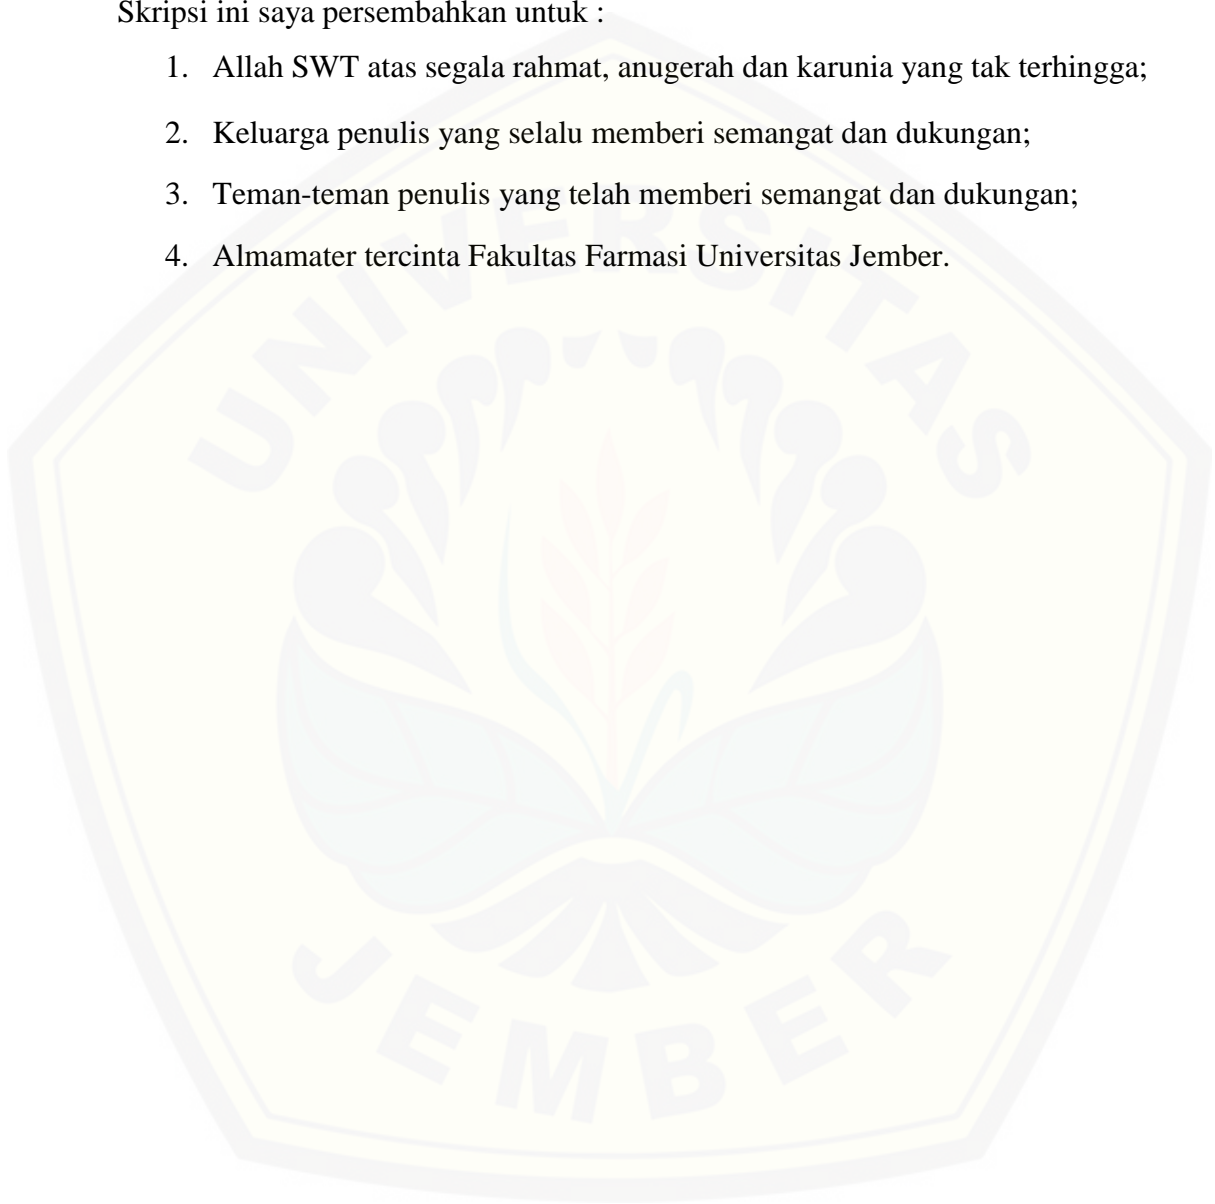 Skripsi ini saya persembahkan untuk :
1. Allah SWT atas segala rahmat, anugerah dan karunia yang tak terhingga;
2. Keluarga penulis yang selalu memberi semangat dan dukungan;
3. Teman-teman penulis yang telah memberi semangat dan dukungan;
4. Almamater tercinta Fakultas Farmasi Universitas Jember.
UNIVERSITAS
JEMBER